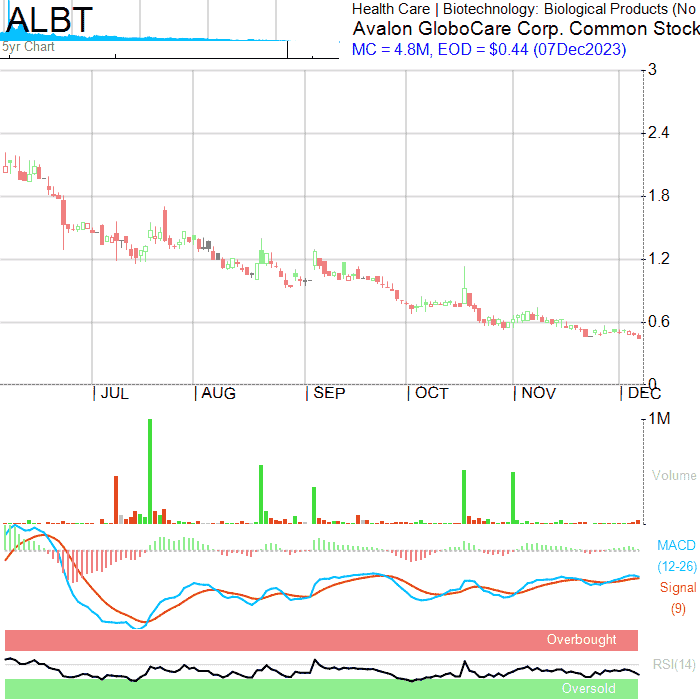 ALBT
5yr Chart
Health Care | Biotechnology: Biological Products (No
Avalon GloboCare Corp. Common Stock
MC = 4.8M, EOD = $0.44 (07Dec2023)
3
2.4
1.8
1.2
0.6
0
JUL AUG SEP OCT NOV DEC
1M
Volume
MACD
(12-26)
Signal
(9)
Overbought
RSI(14)
Oversold